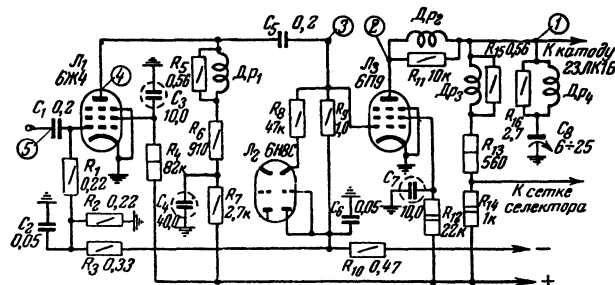 C5 0,2
3
2
Др2
1
Л1
6Ж4
4
R5
0,56
Др1
C3
10,0
Л3
6П9
R11 10к
R15 0,56
Др3
К катоду
23ЛК1Б
R16
2,7
Др4
C1 0,2
5
R8
47к
R9
1,0
R6
910
Л2 6Н8С
C8
6÷25
R1
0,22
R4
82к
R13
560
C7
10,0
К сетке
селектора
C2
0,05
R2 0,22
C4
40,0
R7
2,7к
C6
0,05
R12
22к
R14
1к
R3 0,33
R10 0,47
−
+